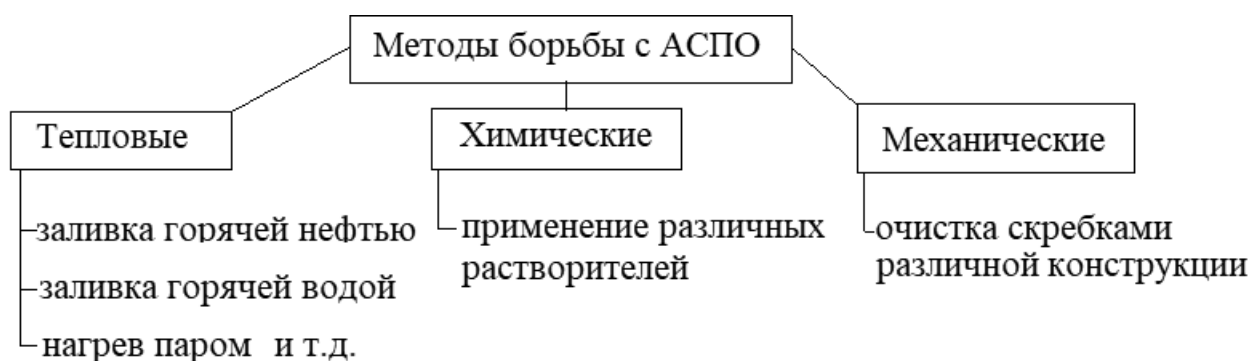 Методы борьбы с АСПО
Тепловые
заливка горячей нефтью
заливка горячей водой
нагрев паром и т.д.
Химические
применение различных
растворителей
Механические
очистка скребками
различной конструкции